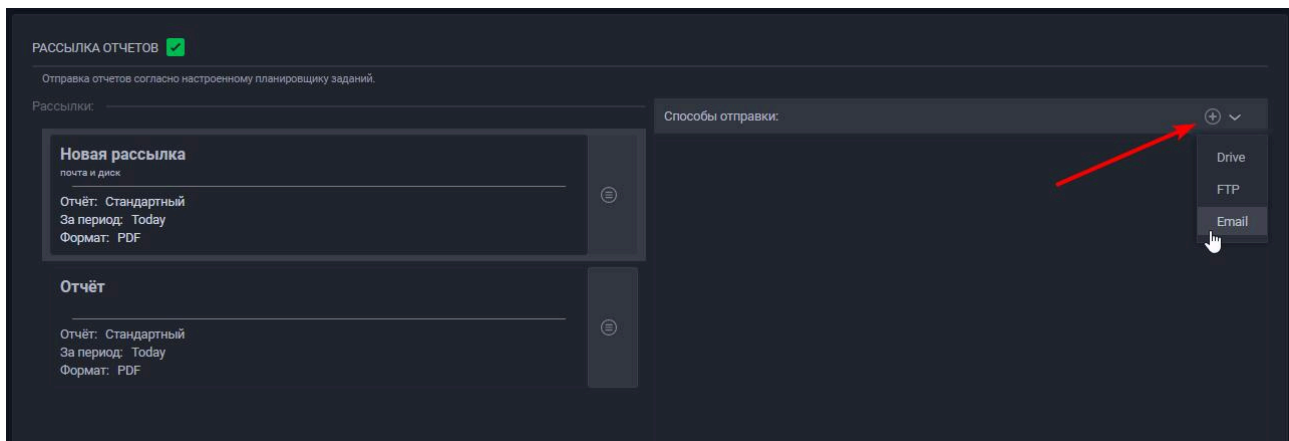 РАССЫЛКА ОТЧЕТОВ
Отправка отчетов согласно настроенному планировщику заданий.
Рассылки:
Новая рассылка
почта и диск
Отчёт: Стандартный
За период: Today
Формат: PDF
Отчёт
Отчёт: Стандартный
За период: Today
Формат: PDF
Способы отправки:
Drive
FTP
Email